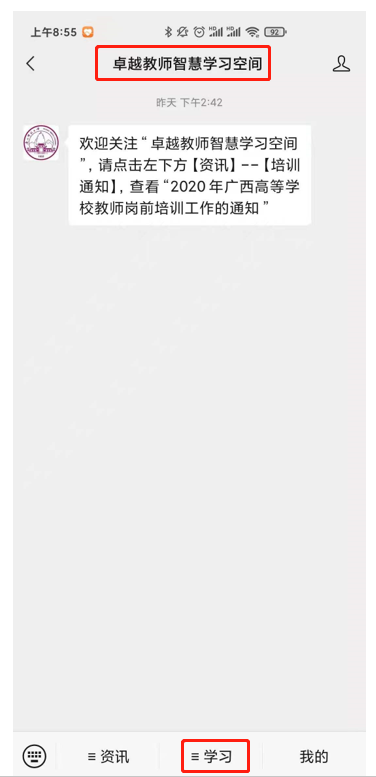 上午8:55 HD HD 92
卓越教师智慧学习空间
昨天 下午2:42
欢迎关注“卓越教师智慧学习空间
”，请点击左下方【资讯】--【培训
通知】，查看“2020年广西高等学
校教师岗前培训工作的通知”
≡ 资讯
≡ 学习
我的